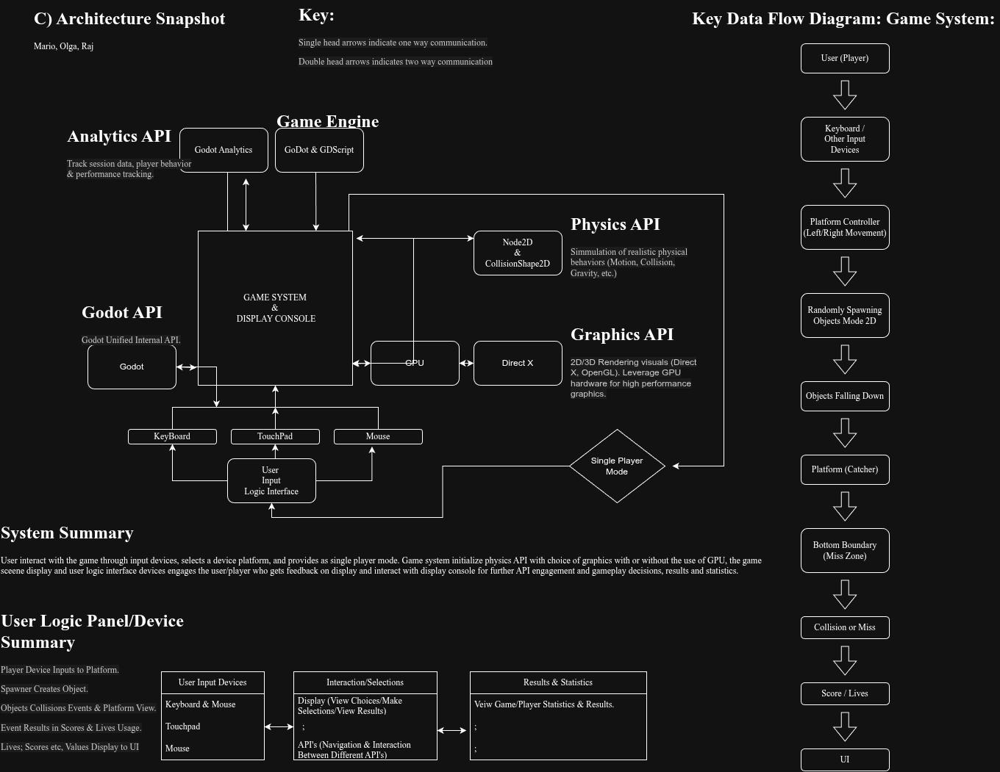 C) Architecture Snapshot
Mario, Olga, Raj
Key:
Single head arrows indicate one way communication.
Double head arrows indicates two way communication
Analytics API
Track session data, player behavior
& performance tracking.
Godot Analytics
Game Engine
GoDot & GDScript
GAME SYSTEM
&
DISPLAY CONSOLE
Node2D
&
CollisionShape2D
Physics API
Simmulation of realistic physical
behaviors (Motion, Collision,
Gravity, etc.)
Godot API
Godot Unified Internal API.
Godot
GPU
Direct X
Graphics API
2D/3D Rendering visuals (Direct
X, OpenGL). Leverage GPU
hardware for high performance
graphics.
KeyBoard
TouchPad
Mouse
User
Input
Logic Interface
Single Player
Mode
System Summary
User interact with the game through input devices, selects a device platform, and provides as single player mode. Game system initialize physics API with choice of graphics with or without the use of GPU, the game
sceene display and user logic interface devices engages the user/player who gets feedback on display and interact with display console for further API engagement and gameplay decisions, results and statistics.
User Logic Panel/Device
Summary
Player Device Inputs to Platform.
Spawner Creates Object.
Objects Collisions Events & Platform View.
Event Results in Scores & Lives Usage.
Lives; Scores etc, Values Display to UI
User Input Devices
Keyboard & Mouse
Touchpad
Mouse
Interaction/Selections
Display (View Choices/Make
Selections/View Results)
;
API's (Navigation & Interaction
Between Different API's)
Results & Statistics
Veiw Game/Player Statistics & Results.
;
;
Key Data Flow Diagram: Game System:
User (Player)
Keyboard /
Other Input
Devices
Platform Controller
(Left/Right Movement)
Randomly Spawning
Objects Mode 2D
Objects Falling Down
Platform (Catcher)
Bottom Boundary
(Miss Zone)
Collision or Miss
Score / Lives
UI